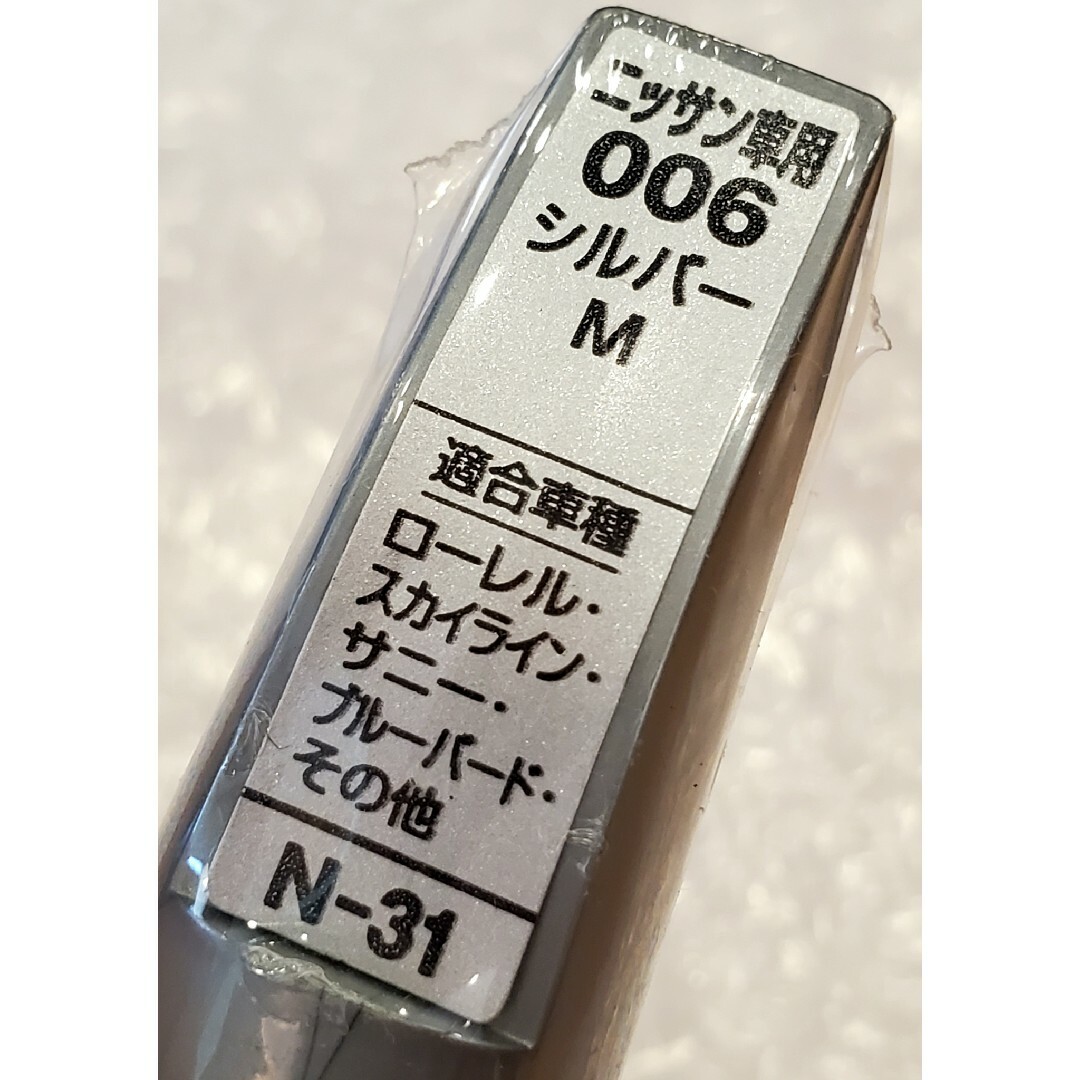 ニッサン車用
006
シルバー
M
適合車種
ローレル・
スカイライン・
サニー・
ブルーバード・
その他
N-31